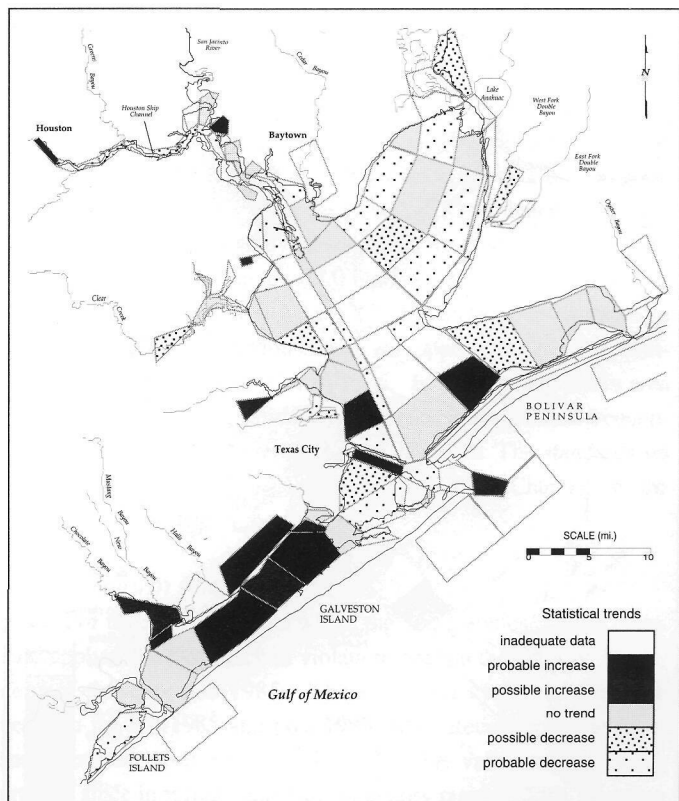 San Jacinto
River
Greens
Bayou
Cedar Bayou
Houston Ship
Channel
Houston
Baytown
Lake
Anahuac
N
West Fork
Double
Bayou
East Fork
Double
Bayou
Oyster Bayou
Clear
Creek
BOLIVAR
PENINSULA
Texas City
SCALE (mi.)
0 5 10
Mustang
Bayou
Chocolate
Bayou
New
Bayou
Halls
Bayou
GALVESTON
ISLAND
Gulf of Mexico
FOLLETS
ISLAND
Statistical trends
inadequate data
probable increase
possible increase
no trend
possible decrease
probable decrease